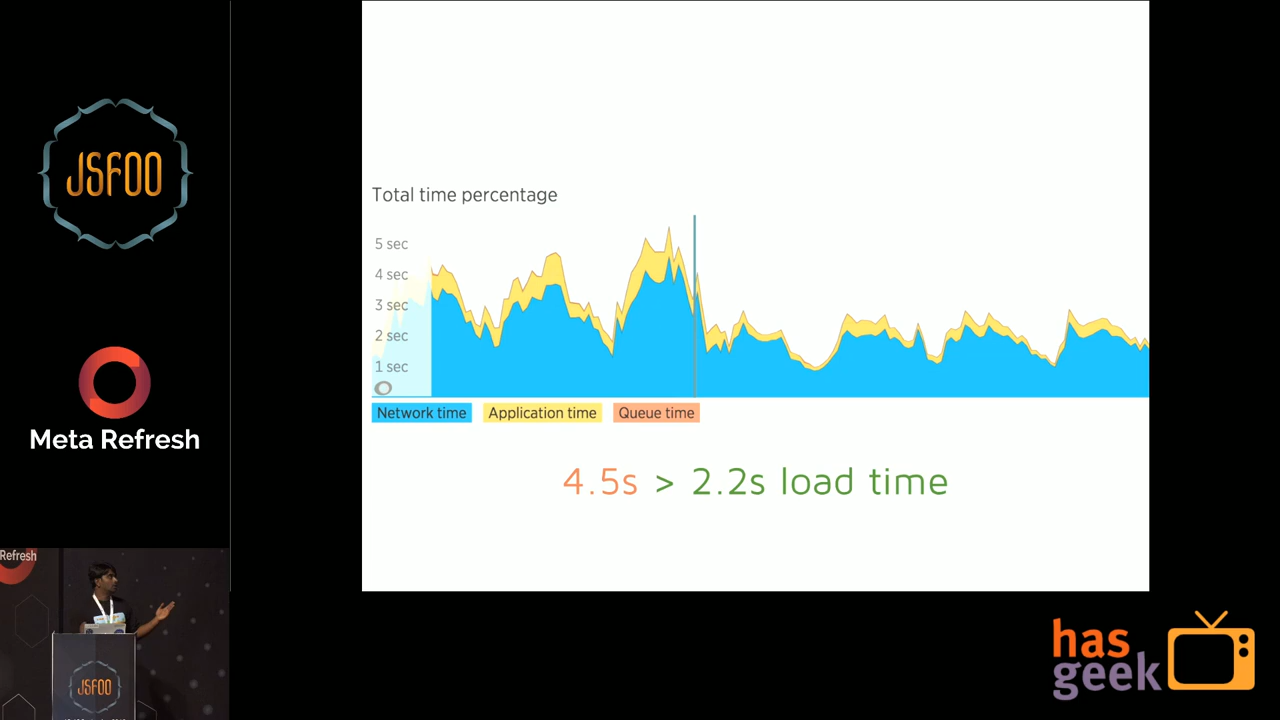 JSFOO
Meta Refresh
Total time percentage
5 sec
4 sec
3 sec
2 sec
1 sec
Network time
Application time
Queue time
4.5s > 2.2s load time
Refresh
JSFOO
has
geek